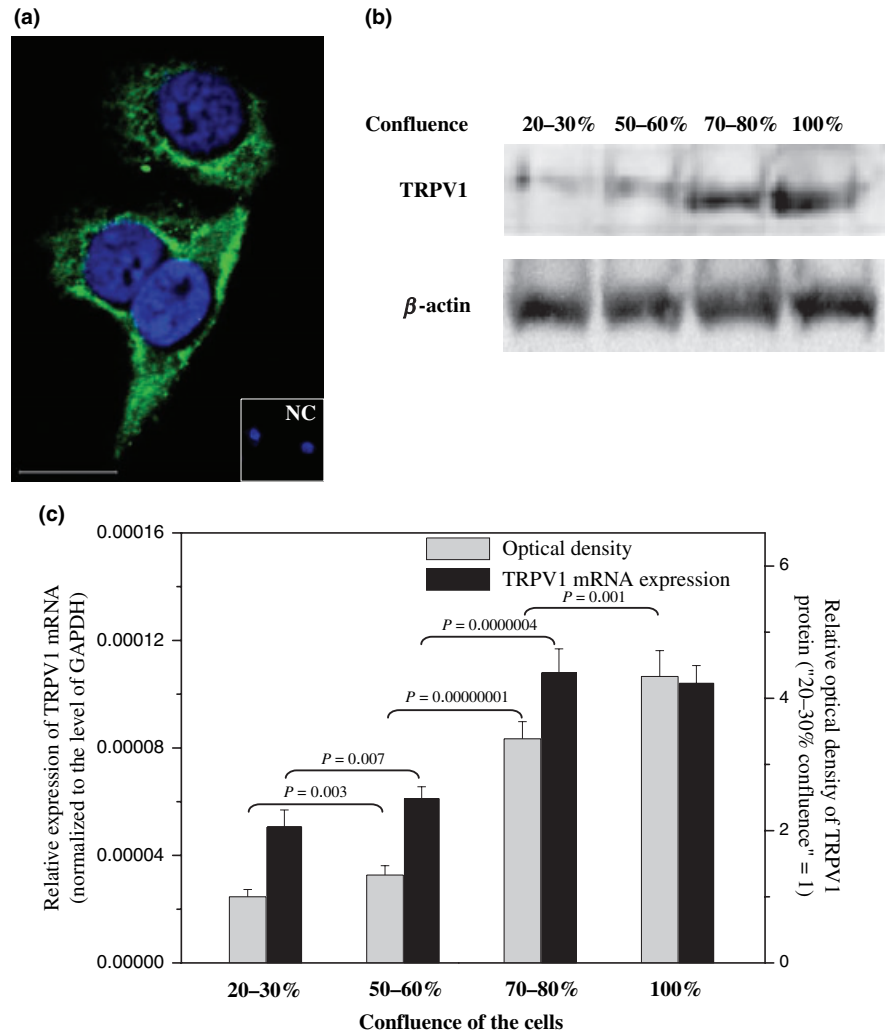 (a)
NC
(b)
Confluence 20–30% 50–60% 70–80% 100%
TRPV1
β-actin
(c)
Relative expression of TRPV1 mRNA
(normalized to the level of GAPDH)
0.00016
0.00012
0.00008
0.00004
0.00000
Optical density
TRPV1 mRNA expression
P = 0.001
P = 0.0000004
P = 0.00000001
P = 0.007
P = 0.003
6
4
2
0
Relative optical density of TRPV1
protein ("20–30% confluence" = 1)
20–30% 50–60% 70–80% 100%
Confluence of the cells